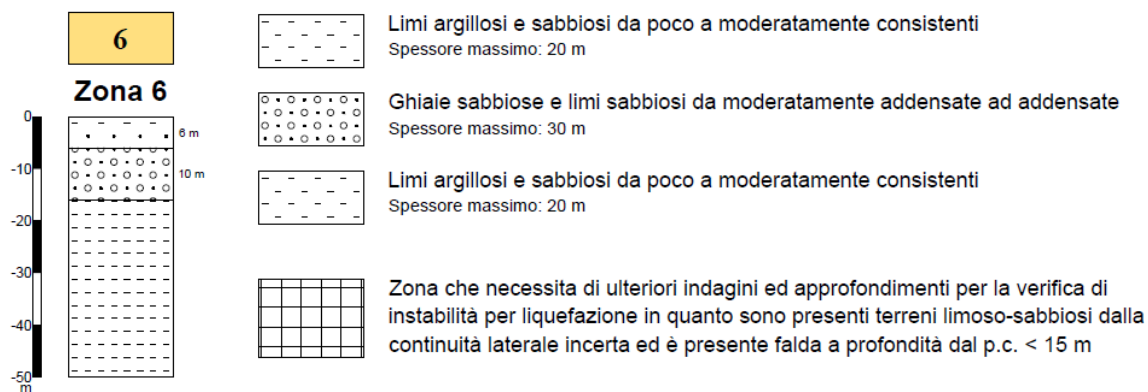 6
Zona 6
0
-10
-20
-30
-40
-50
m
6 m
10 m
Limi argillosi e sabbiosi da poco a moderatamente consistenti
Spessore massimo: 20 m
Ghiaie sabbiose e limi sabbiosi da moderatamente addensate ad addensate
Spessore massimo: 30 m
Limi argillosi e sabbiosi da poco a moderatamente consistenti
Spessore massimo: 20 m
Zona che necessita di ulteriori indagini ed approfondimenti per la verifica di
instabilità per liquefazione in quanto sono presenti terreni limoso-sabbiosi dalla
continuità laterale incerta ed è presente falda a profondità dal p.c. < 15 m